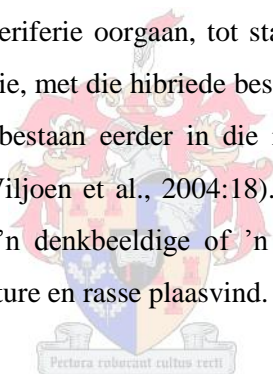 eriferie oorgaan, tot sta
ie, met die hibriede bes
bestaan eerder in die
iljoen et al., 2004:18).
'n denkbeeldige of 'n
ture en rasse plaasvind.
Pectora roborant cultus recti